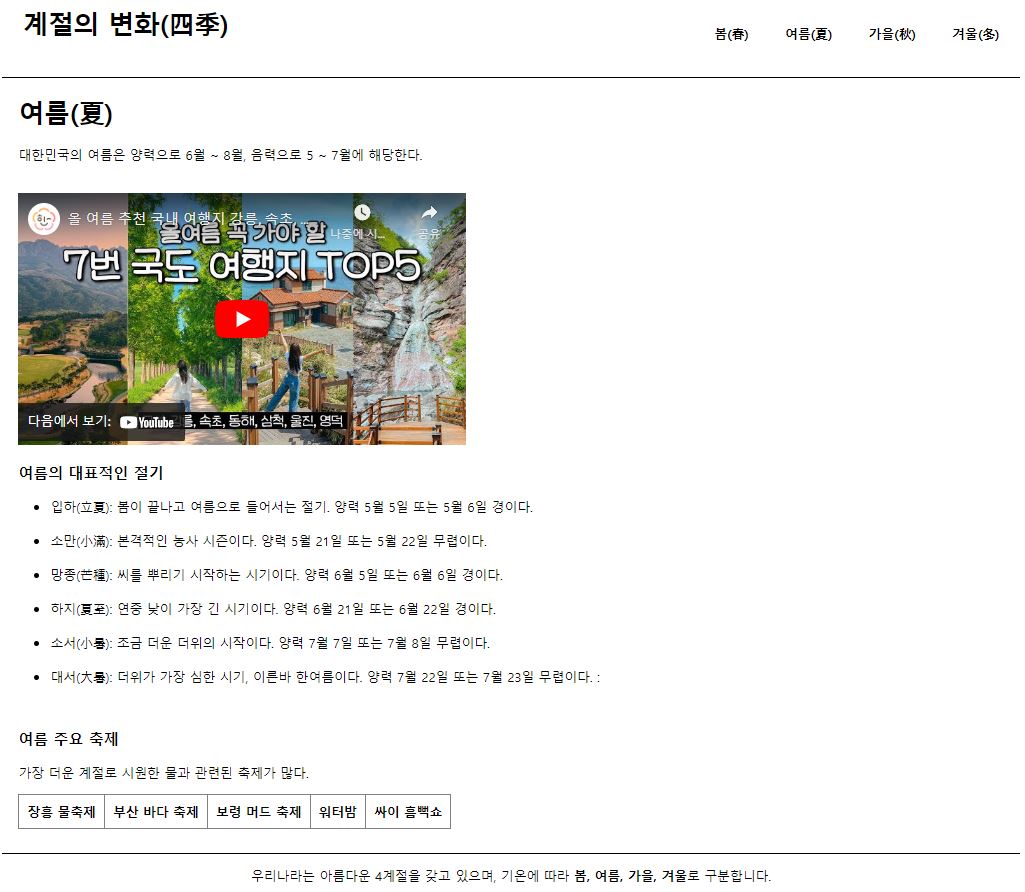 계절의 변화(四季)
봄(春) 여름(夏) 가을(秋) 겨울(冬)
여름(夏)
대한민국의 여름은 양력으로 6월 ~ 8월, 음력으로 5 ~ 7월에 해당한다.
올 여름 추천 국내 여행지 강릉, 속초, ...
나중에 시... 공유
올여름 꼭 가야 할
7번 국도 여행지 TOP5
다음에서 보기: YouTube
릉, 속초, 동해, 삼척, 울진, 영덕
여름의 대표적인 절기
입하(立夏): 봄이 끝나고 여름으로 들어서는 절기. 양력 5월 5일 또는 5월 6일 경이다.
소만(小滿): 본격적인 농사 시즌이다. 양력 5월 21일 또는 5월 22일 무렵이다.
망종(芒種): 씨를 뿌리기 시작하는 시기이다. 양력 6월 5일 또는 6월 6일 경이다.
하지(夏至): 연중 낮이 가장 긴 시기이다. 양력 6월 21일 또는 6월 22일 경이다.
소서(小暑): 조금 더운 더위의 시작이다. 양력 7월 7일 또는 7월 8일 무렵이다.
대서(大暑): 더위가 가장 심한 시기, 이른바 한여름이다. 양력 7월 22일 또는 7월 23일 무렵이다. :
여름 주요 축제
가장 더운 계절로 시원한 물과 관련된 축제가 많다.
장흥 물축제 부산 바다 축제 보령 머드 축제 워터밤 싸이 흠뻑쇼
우리나라는 아름다운 4계절을 갖고 있으며, 기온에 따라 봄, 여름, 가을, 겨울로 구분합니다.